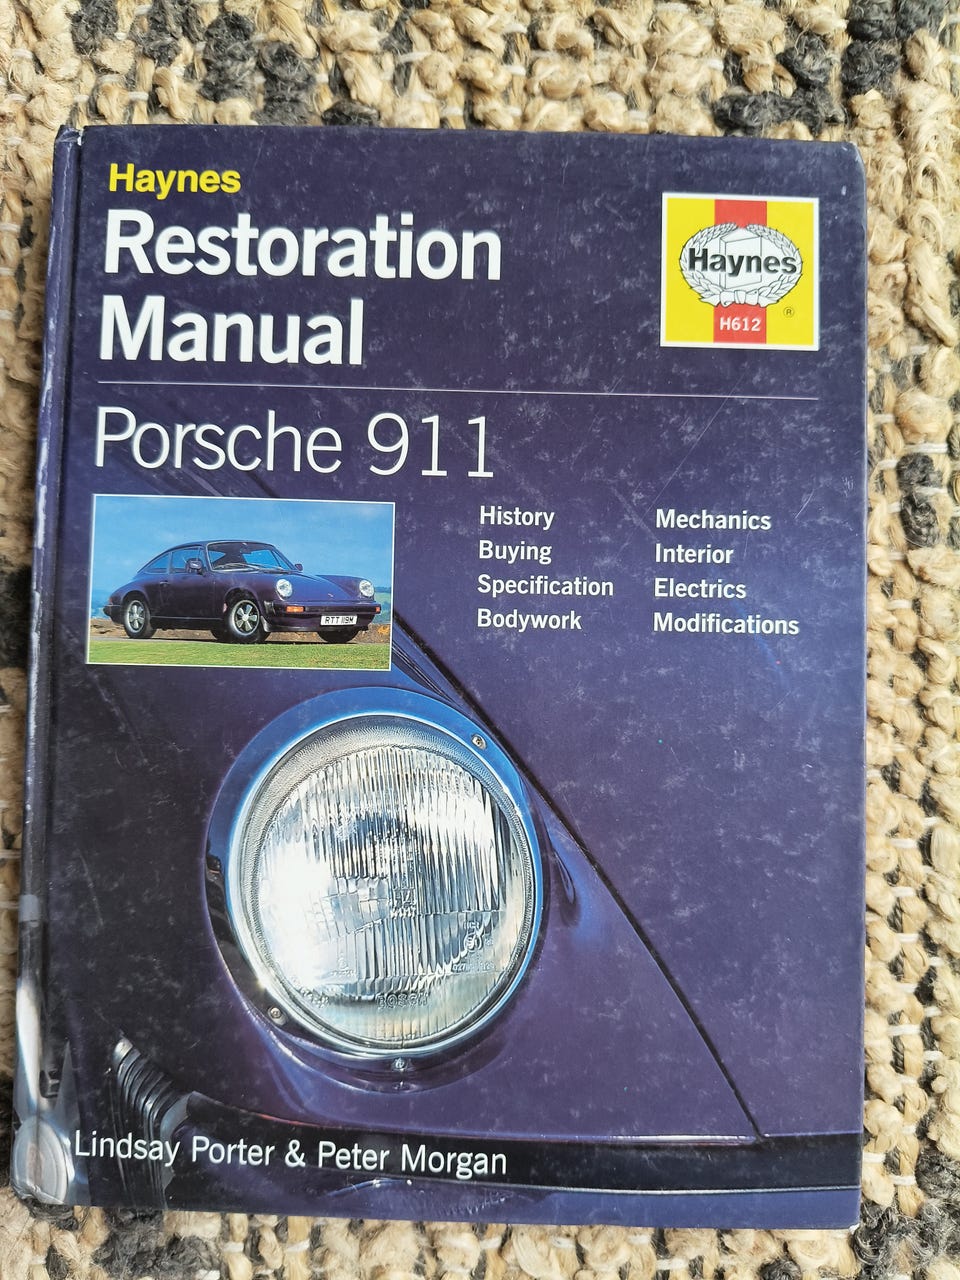 Haynes
Restoration
Manual
Haynes
®
H612
Porsche 911
History
Buying
Specification
Bodywork
Mechanics
Interior
Electrics
Modifications
RTT 119M
BOSCH
Lindsay Porter & Peter Morgan